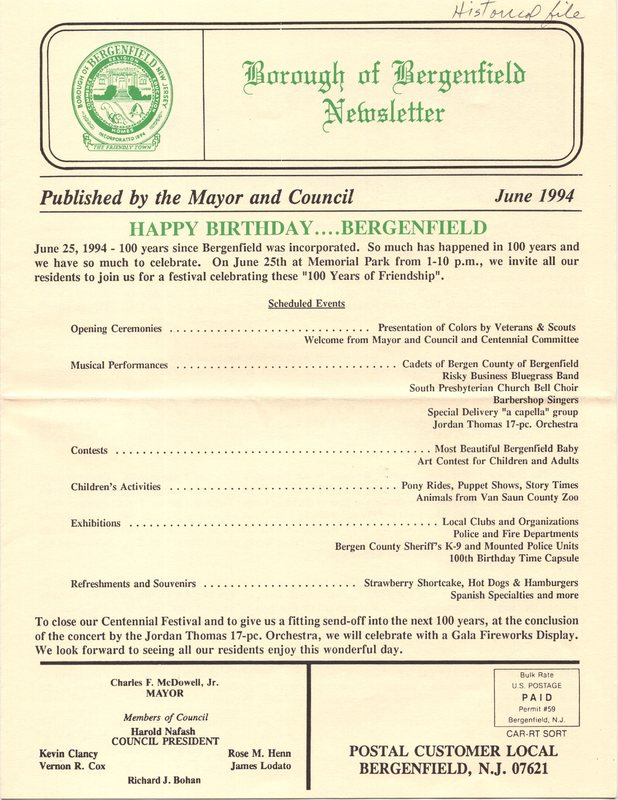 Historical file
BOROUGH OF BERGENFIELD NEW JERSEY
RELIGION
HOMES
INCORPORATED 1894
THE FRIENDLY TOWN
Borough of Bergenfield
Newsletter
Published by the Mayor and Council June 1994
HAPPY BIRTHDAY....BERGENFIELD
June 25, 1994 - 100 years since Bergenfield was incorporated. So much has happened in 100 years and
we have so much to celebrate. On June 25th at Memorial Park from 1-10 p.m., we invite all our
residents to join us for a festival celebrating these "100 Years of Friendship".
Scheduled Events
Opening Ceremonies .............................. Presentation of Colors by Veterans & Scouts
Welcome from Mayor and Council and Centennial Committee
Musical Performances ................................. Cadets of Bergen County of Bergenfield
Risky Business Bluegrass Band
South Presbyterian Church Bell Choir
Barbershop Singers
Special Delivery "a capella" group
Jordan Thomas 17-pc. Orchestra
Contests ............................................... Most Beautiful Bergenfield Baby
Art Contest for Children and Adults
Children's Activities .................................. Pony Rides, Puppet Shows, Story Times
Animals from Van Saun County Zoo
Exhibitions .............................................. Local Clubs and Organizations
Police and Fire Departments
Bergen County Sheriff's K-9 and Mounted Police Units
100th Birthday Time Capsule
Refreshments and Souvenirs ....................... Strawberry Shortcake, Hot Dogs & Hamburgers
Spanish Specialties and more
To close our Centennial Festival and to give us a fitting send-off into the next 100 years, at the conclusion
of the concert by the Jordan Thomas 17-pc. Orchestra, we will celebrate with a Gala Fireworks Display.
We look forward to seeing all our residents enjoy this wonderful day.
Charles F. McDowell, Jr.
MAYOR
Members of Council
Harold Nafash
COUNCIL PRESIDENT
Kevin Clancy Rose M. Henn
Vernon R. Cox James Lodato
Richard J. Bohan
Bulk Rate
U.S. POSTAGE
PAID
Permit #59
Bergenfield, N.J.
CAR-RT SORT
POSTAL CUSTOMER LOCAL
BERGENFIELD, N.J. 07621